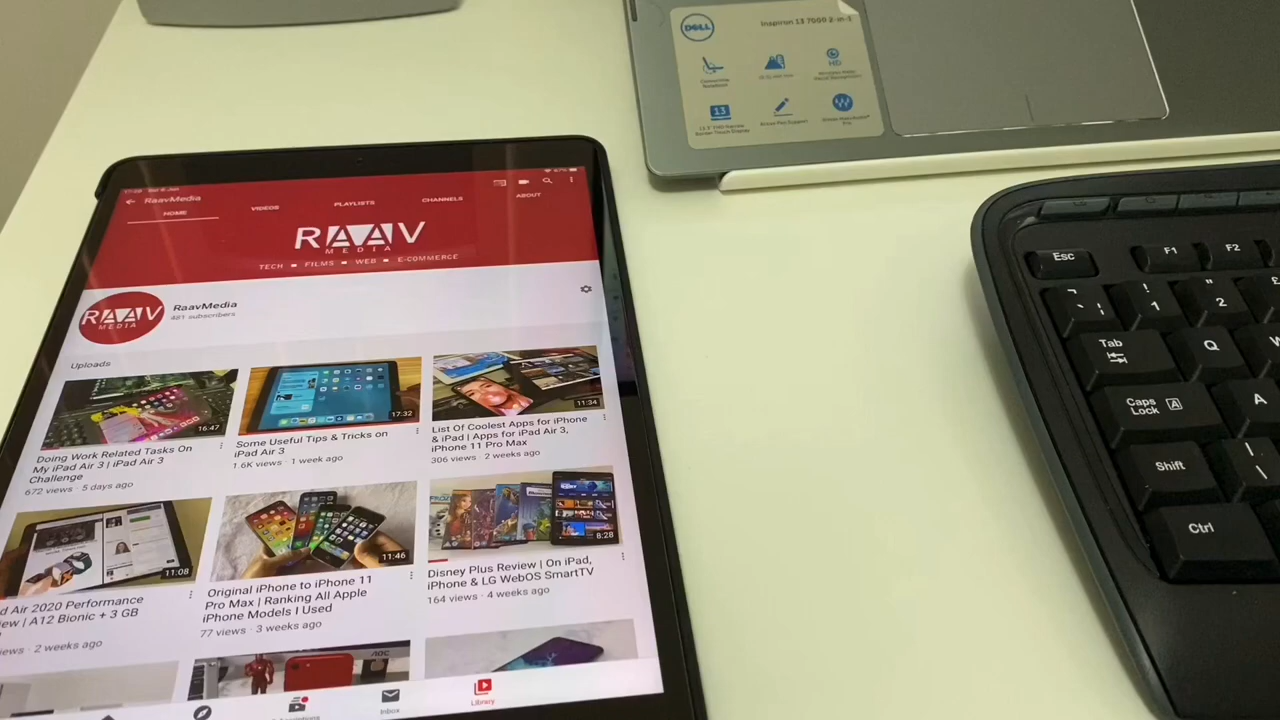 DELL
Inspiron 13 7000 2-in-1
HD
13
RaavMedia
HOME
VIDEOS
PLAYLISTS
CHANNELS
ABOUT
RAAV
MEDIA
TECH ▪ FILMS ▪ WEB ▪ E-COMMERCE
RAAV
MEDIA
RaavMedia
481 subscribers
Uploads
16:47
Doing Work Related Tasks On
My iPad Air 3 | iPad Air 3
Challenge
672 views · 5 days ago
17:32
Some Useful Tips & Tricks on
iPad Air 3
1.6K views · 1 week ago
11:34
List Of Coolest Apps for iPhone
& iPad | Apps for iPad Air 3,
iPhone 11 Pro Max
306 views · 2 weeks ago
11:08
d Air 2020 Performance
iew | A12 Bionic + 3 GB
2 weeks ago
11:46
Original iPhone to iPhone 11
Pro Max | Ranking All Apple
iPhone Models I Used
77 views · 3 weeks ago
8:28
Disney Plus Review | On iPad,
iPhone & LG WebOS SmartTV
164 views · 4 weeks ago
AOC
Inbox
Library
Esc
F1
F2
!
1
"
2
£
Tab
Q
W
Caps
Lock
A
A
Shift
|
\
Ctrl